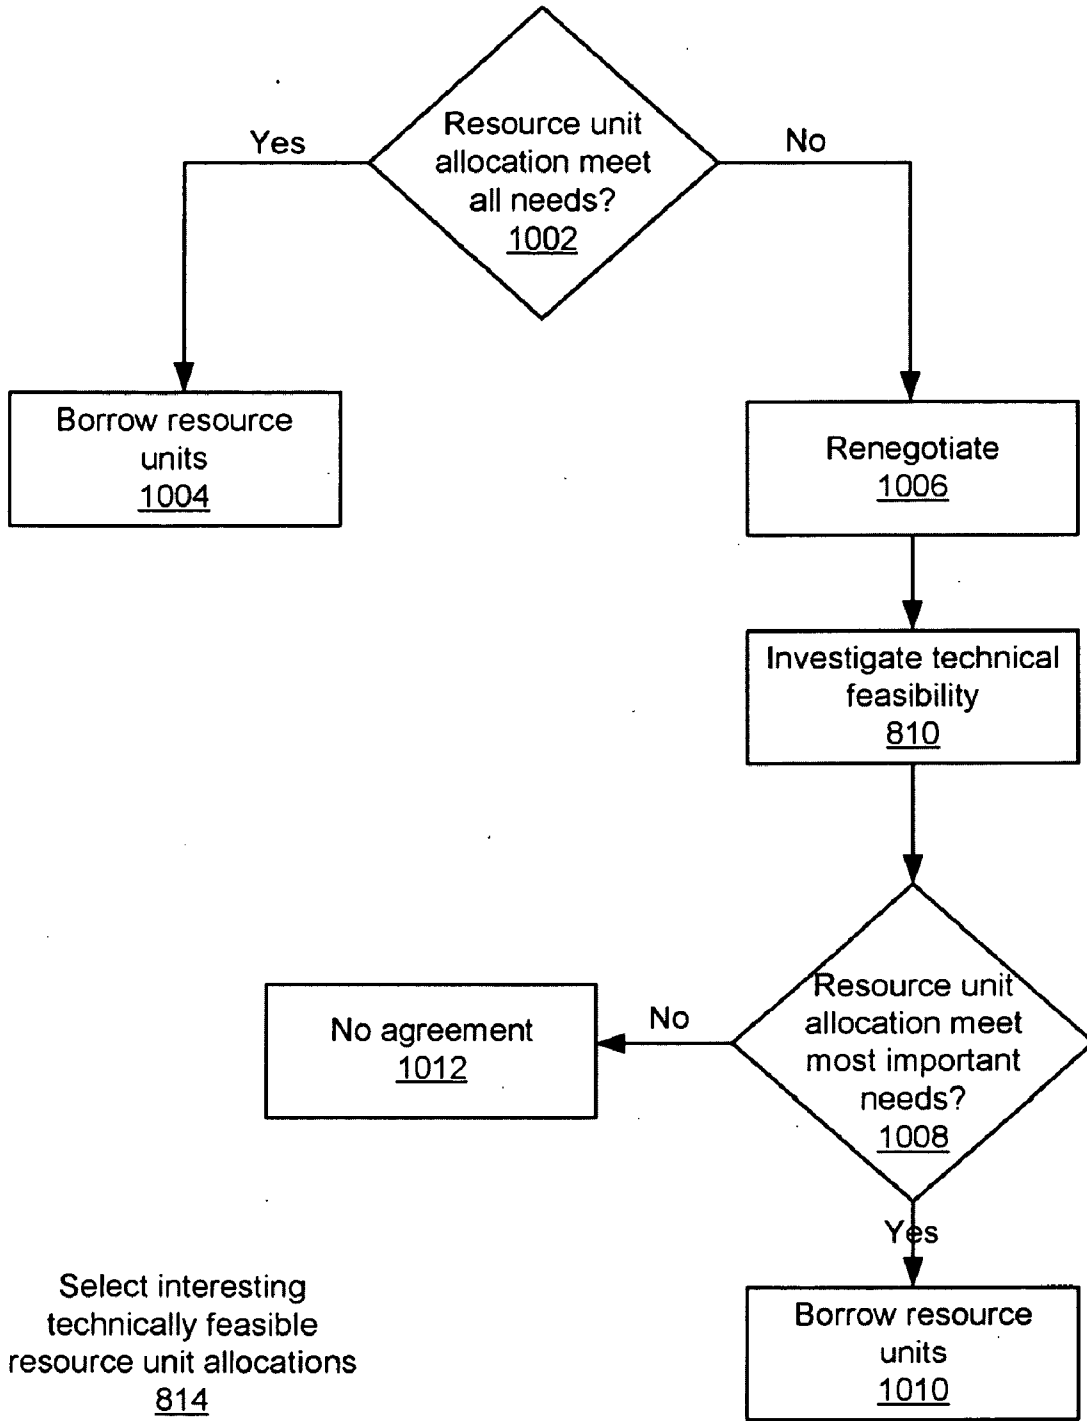 Resource unit
allocation meet
all needs?
1002
Yes
No
Borrow resource
units
1004
Renegotiate
1006
Investigate technical
feasibility
810
Resource unit
allocation meet
most important
needs?
1008
No
No agreement
1012
Yes
Borrow resource
units
1010
Select interesting
technically feasible
resource unit allocations
814